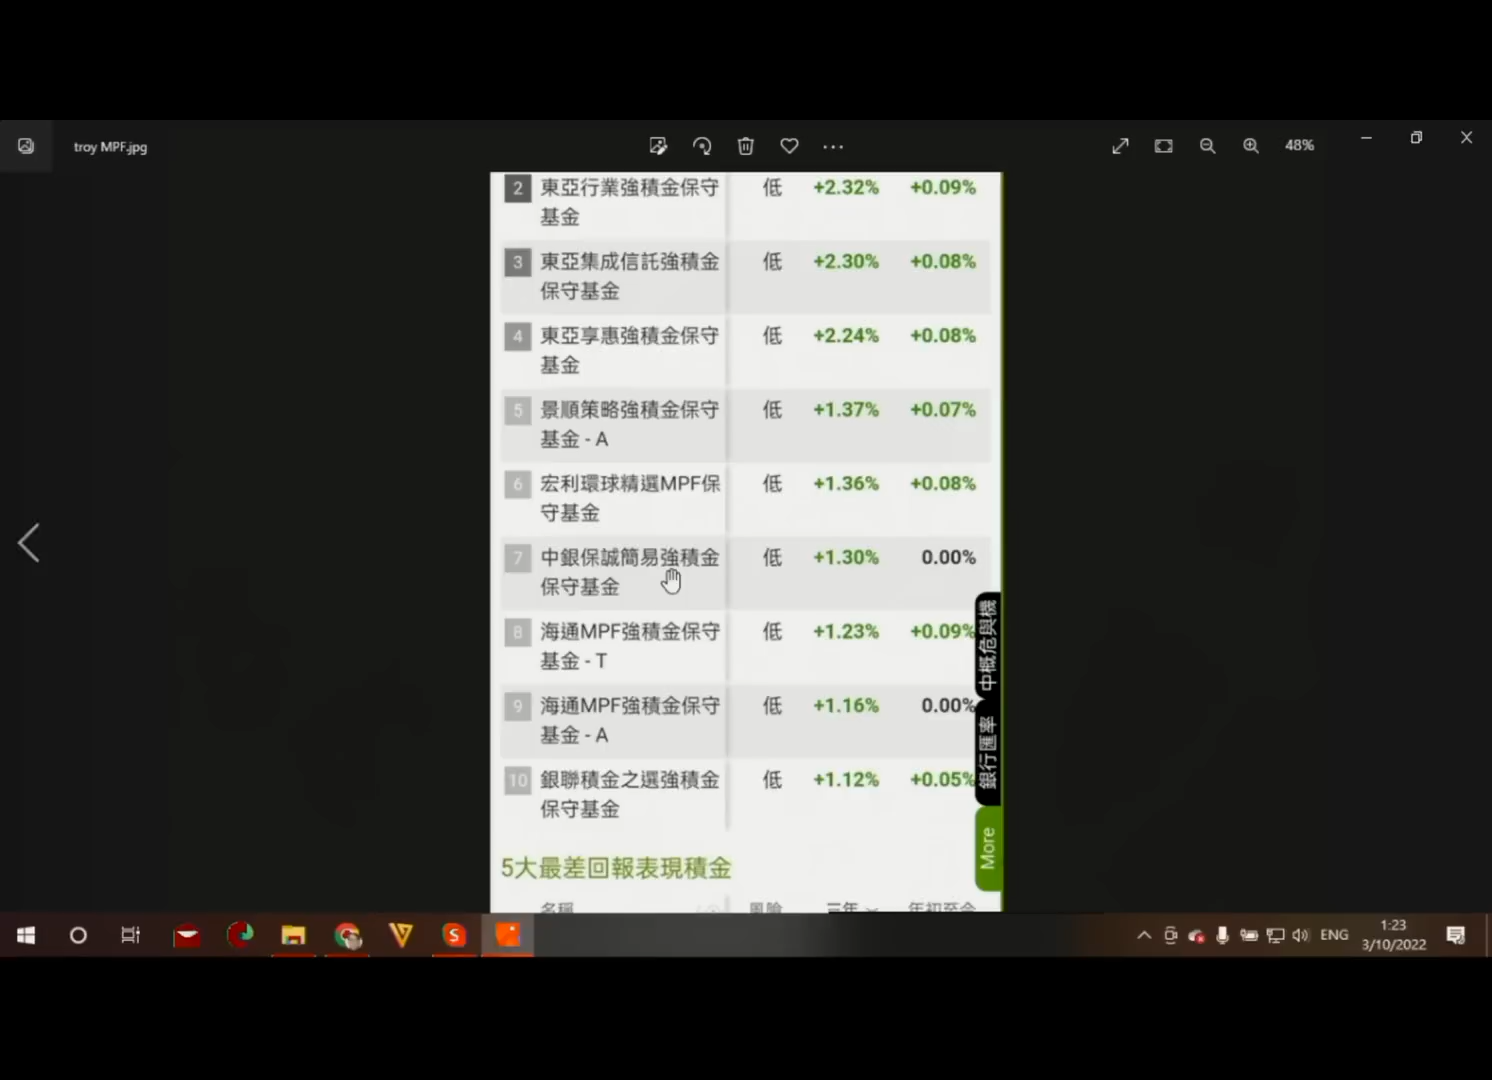 troy MPF.jpg
48%
2 東亞行業強積金保守 低 +2.32% +0.09%
基金
3 東亞集成信託強積金 低 +2.30% +0.08%
保守基金
4 東亞享惠強積金保守 低 +2.24% +0.08%
基金
5 景順策略強積金保守 低 +1.37% +0.07%
基金 - A
6 宏利環球精選MPF保 低 +1.36% +0.08%
守基金
7 中銀保誠簡易強積金 低 +1.30% 0.00%
保守基金
8 海通MPF強積金保守 低 +1.23% +0.09%
基金 - T
9 海通MPF強積金保守 低 +1.16% 0.00%
基金 - A
10 銀聯積金之選強積金 低 +1.12% +0.05%
保守基金
中概危與機
銀行匯率
More
5大最差回報表現積金
名稱 風險 三年 年初至今
ENG
1:23
3/10/2022